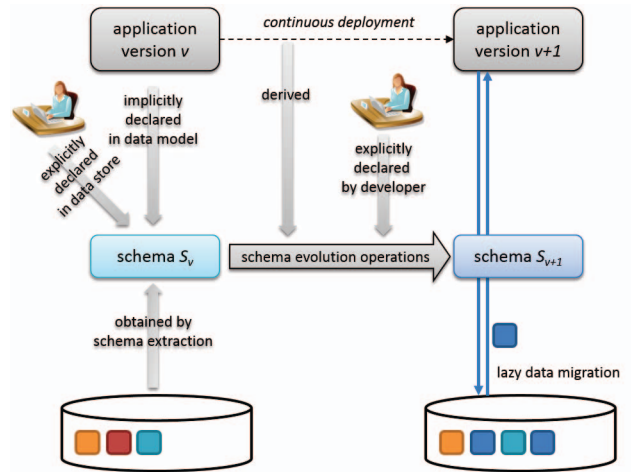 application
version v
continuous deployment
application
version v+1
implicitly
declared
in data model
derived
explicitly
declared
in data store
explicitly
declared
by developer
schema Sv
schema evolution operations
schema Sv+1
obtained by
schema extraction
lazy data migration